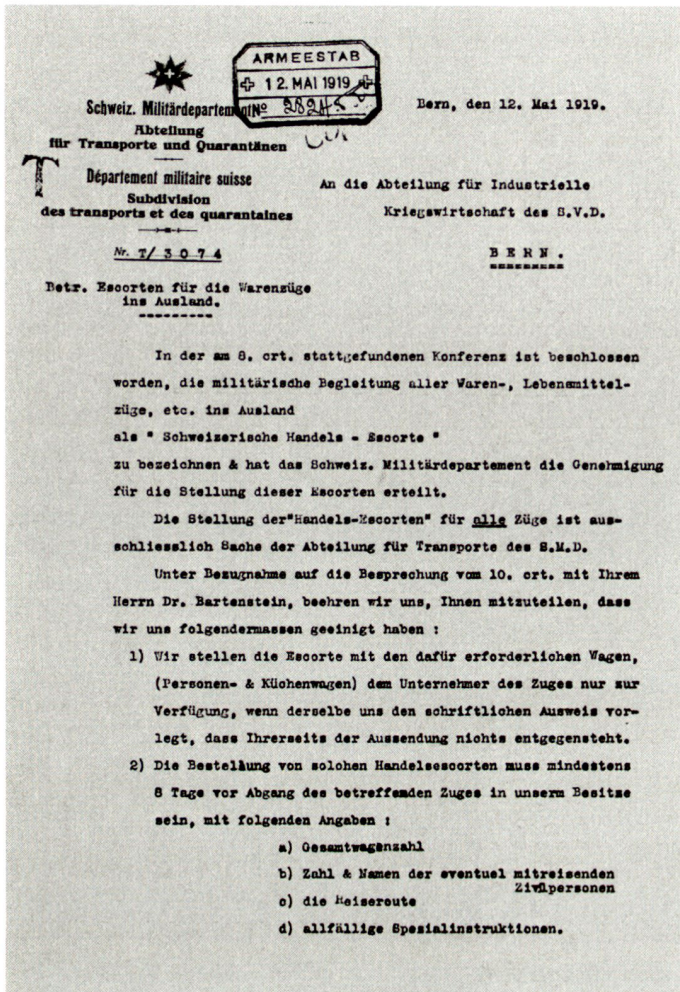 ARMEESTAB
12. MAI 1919
Schweiz. Militärdepartement No
Bern, den 12. Mai 1919.
Abteilung
für Transporte und Quarantänen
T
Département militaire suisse
Subdivision
des transports et des quarantaines
An die Abteilung für Industrielle
Kriegswirtschaft des S.V.D.
Nr. T/ 3 0 7 4
B E R N .
Betr. Escorten für die Warenzüge
ins Ausland.
In der am 8. crt. stattgefundenen Konferenz ist beschlossen
worden, die militärische Begleitung aller Waren-, Lebensmittel-
züge, etc. ins Ausland
als " Schweizerische Handels - Escorte "
zu bezeichnen & hat das Schweiz. Militärdepartement die Genehmigung
für die Stellung dieser Escorten erteilt.
Die Stellung der"Handels-Escorten" für alle Züge ist aus-
schliesslich Sache der Abteilung für Transporte des S.M.D.
Unter Bezugnahme auf die Besprechung vom 10. crt. mit Ihrem
Herrn Dr. Bartenstein, beehren wir uns, Ihnen mitzuteilen, dass
wir uns folgendermassen geeinigt haben :
1) Wir stellen die Escorte mit den dafür erforderlichen Wagen,
(Personen- & Küchenwagen) dem Unternehmer des Zuges nur zur
Verfügung, wenn derselbe uns den schriftlichen Ausweis vor-
legt, dass Ihrerseits der Aussendung nichts entgegensteht.
2) Die Bestellung von solchen Handelsescorten muss mindestens
8 Tage vor Abgang des betreffenden Zuges in unserm Besitze
sein, mit folgenden Angaben :
a) Gesamtwagenzahl
b) Zahl & Namen der eventuel mitreisenden
Zivilpersonen
c) die Reiseroute
d) allfällige Spezialinstruktionen.